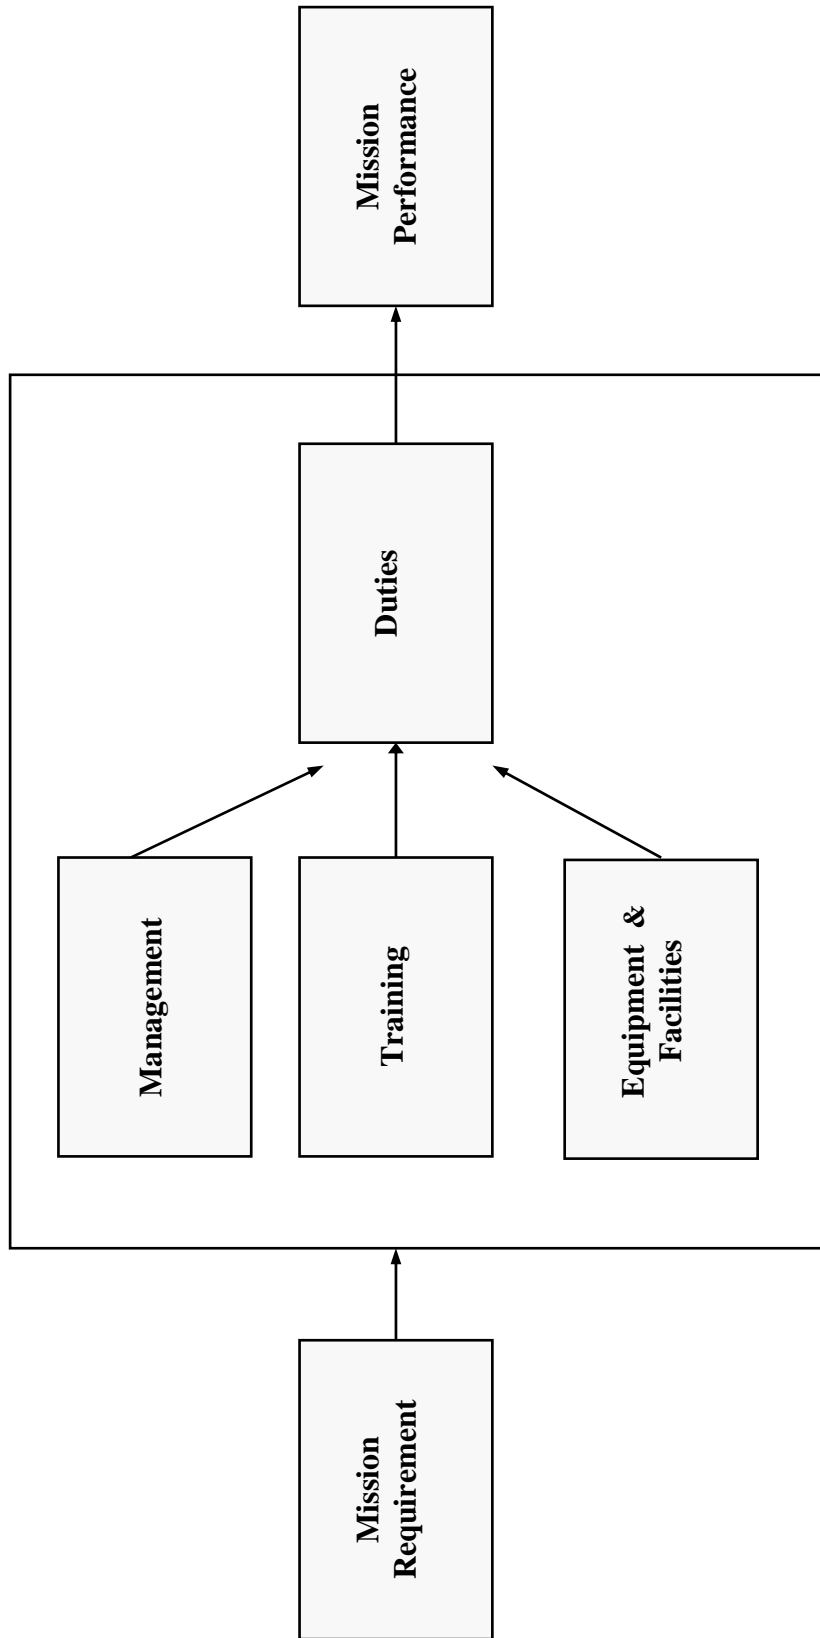 Mission
Requirement
Management
Training
Equipment &
Facilities
Duties
Mission
Performance